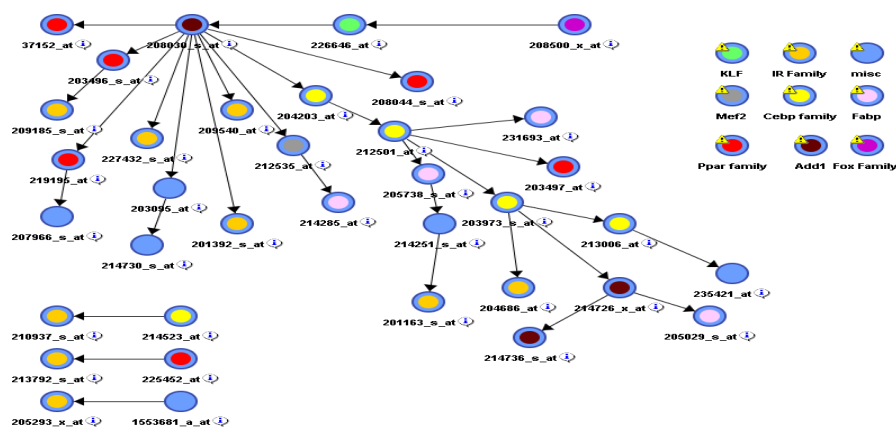 37152_at
208030_s_at
226646_at
208500_x_at
203496_s_at
KLF
IR Family
misc
208044_s_at
204203_at
209185_s_at
209540_at
231693_at
Mef2
Cebp family
Fabp
227432_s_at
212535_at
212501_at
219195_at
203497_at
Ppar family
Add1
Fox Family
205738_s_at
203095_at
214285_at
207966_s_at
201392_s_at
203973_s_at
214251_s_at
213006_at
214730_s_at
235421_at
201163_s_at
204686_at
214726_x_at
210937_s_at
214523_at
205029_s_at
214736_s_at
213792_s_at
225452_at
205293_x_at
1553681_a_at